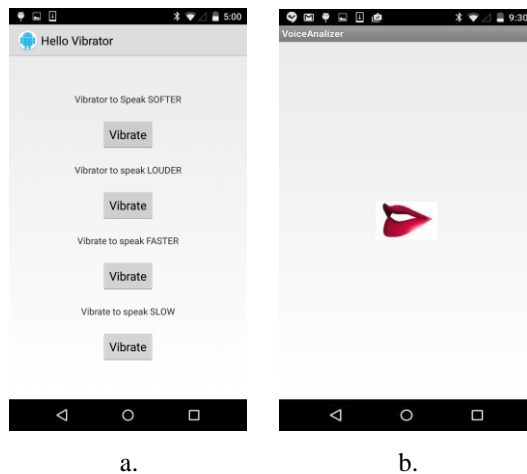 5:00
Hello Vibrator
Vibrator to Speak SOFTER
Vibrate
Vibrator to speak LOUDER
Vibrate
Vibrate to speak FASTER
Vibrate
Vibrate to speak SLOW
Vibrate
a.
9:30
VoiceAnalizer
b.